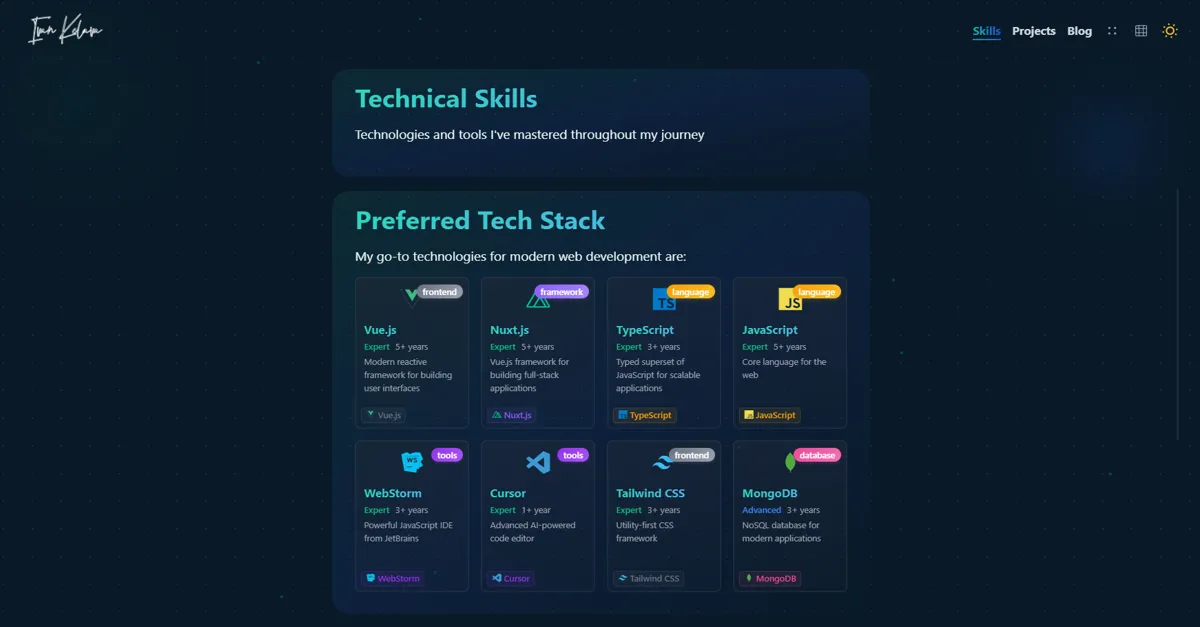 Skills Projects Blog
Technical Skills
Technologies and tools I've mastered throughout my journey
Preferred Tech Stack
My go-to technologies for modern web development are:
frontend
Vue.js
Expert 5+ years
Modern reactive
framework for building
user interfaces
Vue.js
framework
Nuxt.js
Expert 5+ years
Vue.js framework for
building full-stack
applications
Nuxt.js
TS
language
TypeScript
Expert 3+ years
Typed superset of
JavaScript for scalable
applications
TypeScript
JS
language
JavaScript
Expert 5+ years
Core language for the
web
JavaScript
WS
tools
WebStorm
Expert 3+ years
Powerful JavaScript IDE
from JetBrains
WebStorm
tools
Cursor
Expert 1+ year
Advanced AI-powered
code editor
Cursor
frontend
Tailwind CSS
Expert 3+ years
Utility-first CSS
framework
Tailwind CSS
database
MongoDB
Advanced 3+ years
NoSQL database for
modern applications
MongoDB